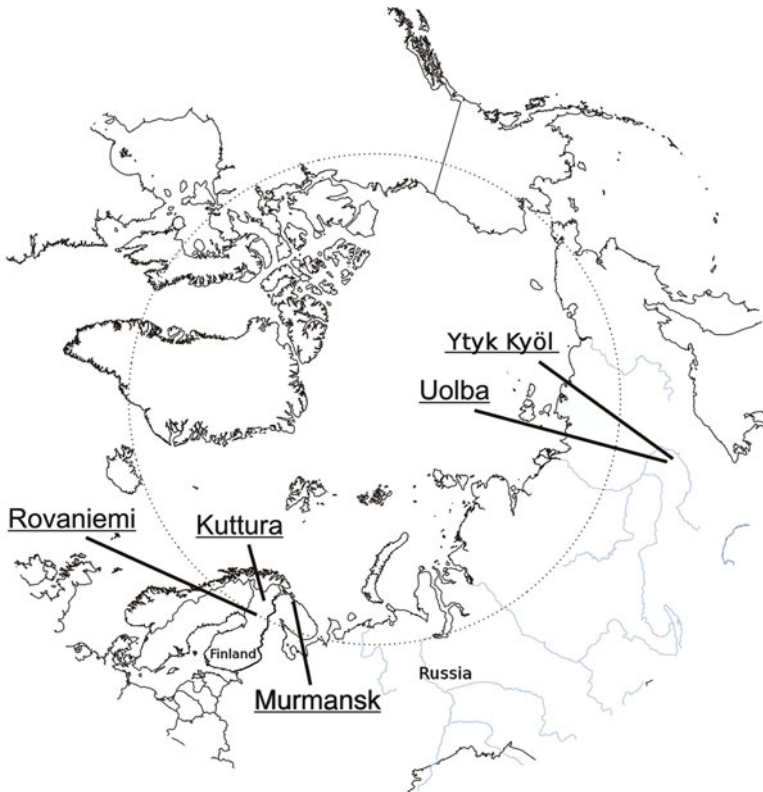 Ytyk Kyöl
Uolba
Rovaniemi
Kuttura
Finland
Russia
Murmansk